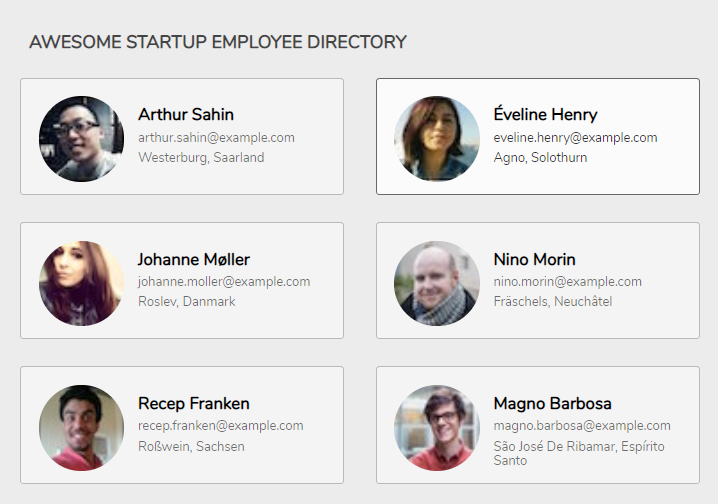 AWESOME STARTUP EMPLOYEE DIRECTORY
Arthur Sahin
arthur.sahin@example.com
Westerburg, Saarland
Éveline Henry
eveline.henry@example.com
Agno, Solothurn
Johanne Møller
johanne.moller@example.com
Roslev, Danmark
Nino Morin
nino.morin@example.com
Fräschels, Neuchâtel
Recep Franken
recep.franken@example.com
Roßwein, Sachsen
Magno Barbosa
magno.barbosa@example.com
São José De Ribamar, Espírito
Santo